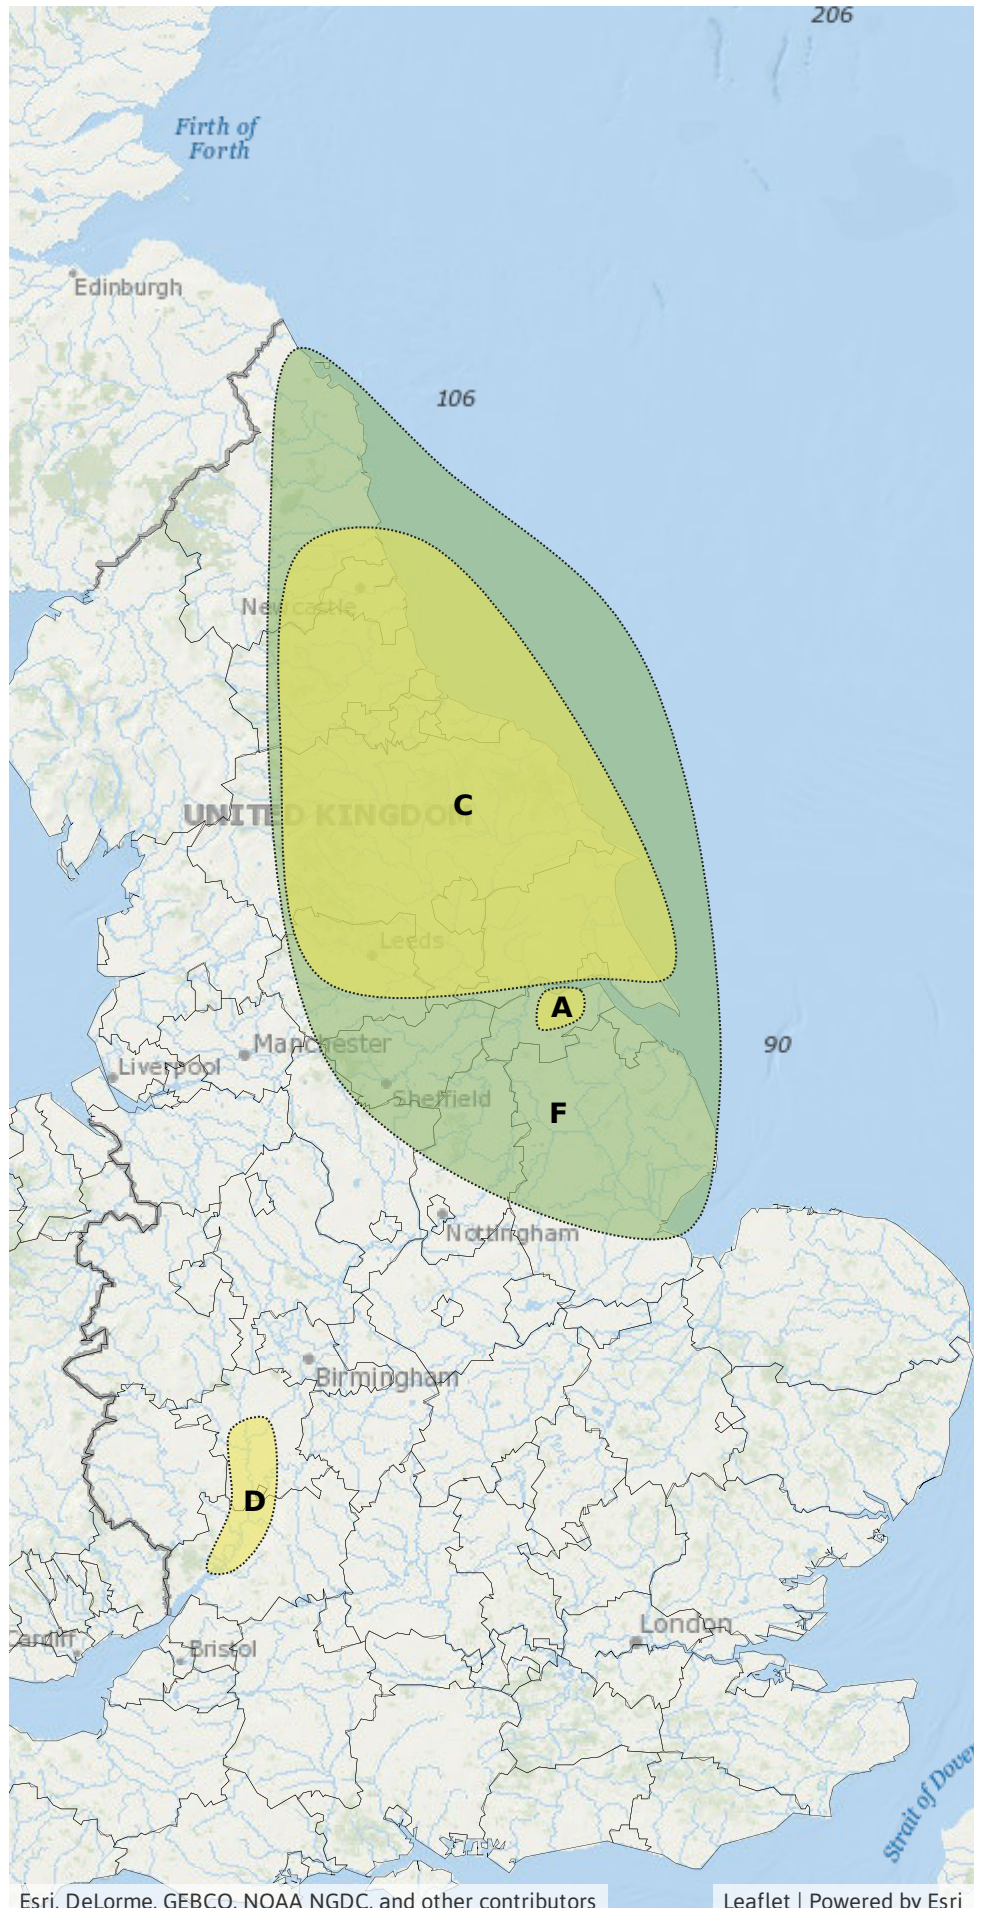 206
Firth of
Forth
Edinburgh
106
Newcastle
UNITED KINGDOM
C
Leeds
A
Manchester
90
Liverpool
Sheffield
F
Nottingham
Birmingham
D
London
ardiff
Bristol
Strait of Dover
Esri, DeLorme, GEBCO, NOAA NGDC, and other contributors
Leaflet | Powered by Esri